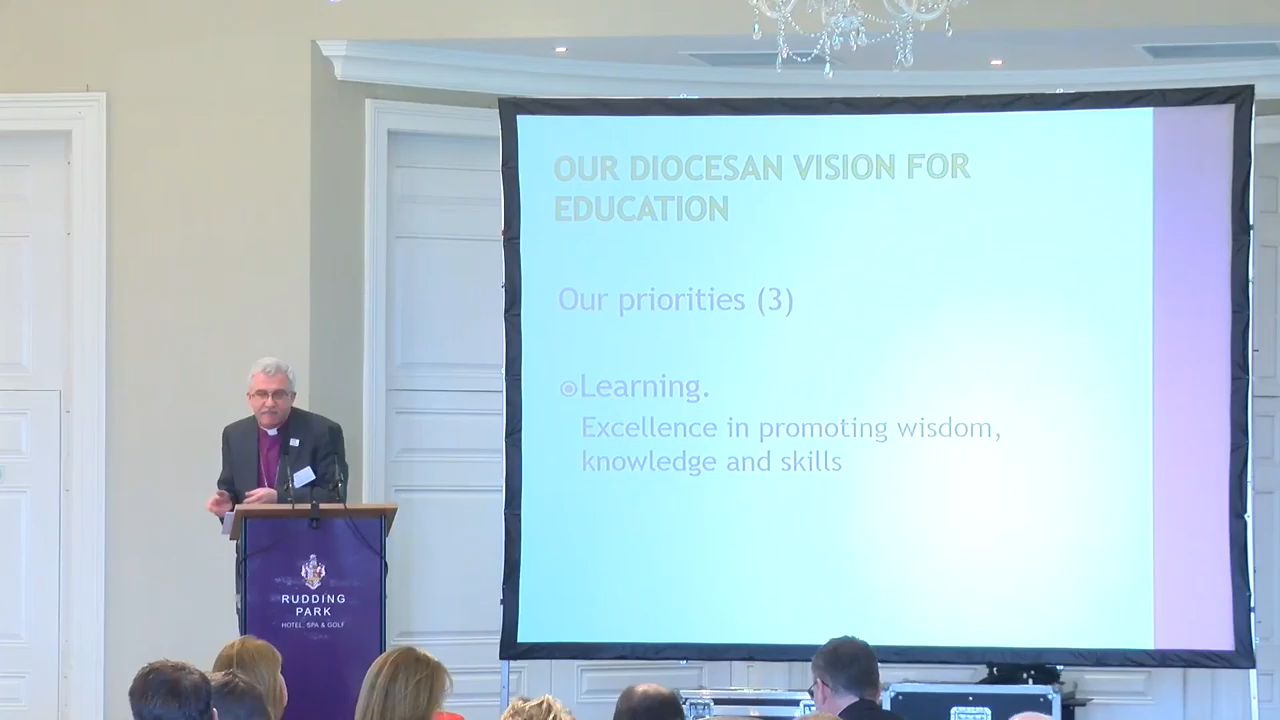 OUR DIOCESAN VISION FOR
EDUCATION
Our priorities (3)
Learning.
Excellence in promoting wisdom,
knowledge and skills
RUDDING
PARK
HOTEL, SPA & GOLF